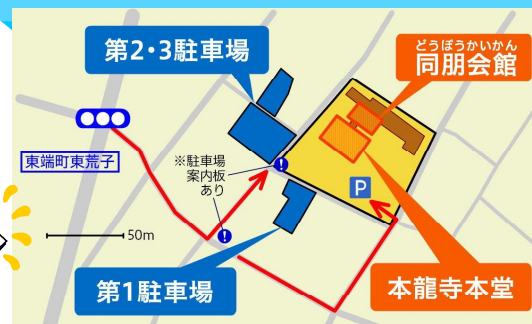 第2・3駐車場
どうぼうかいかん
同朋会館
東端町東荒子
※駐車場
案内板
あり
!
P
!
50m
第1駐車場
本龍寺本堂